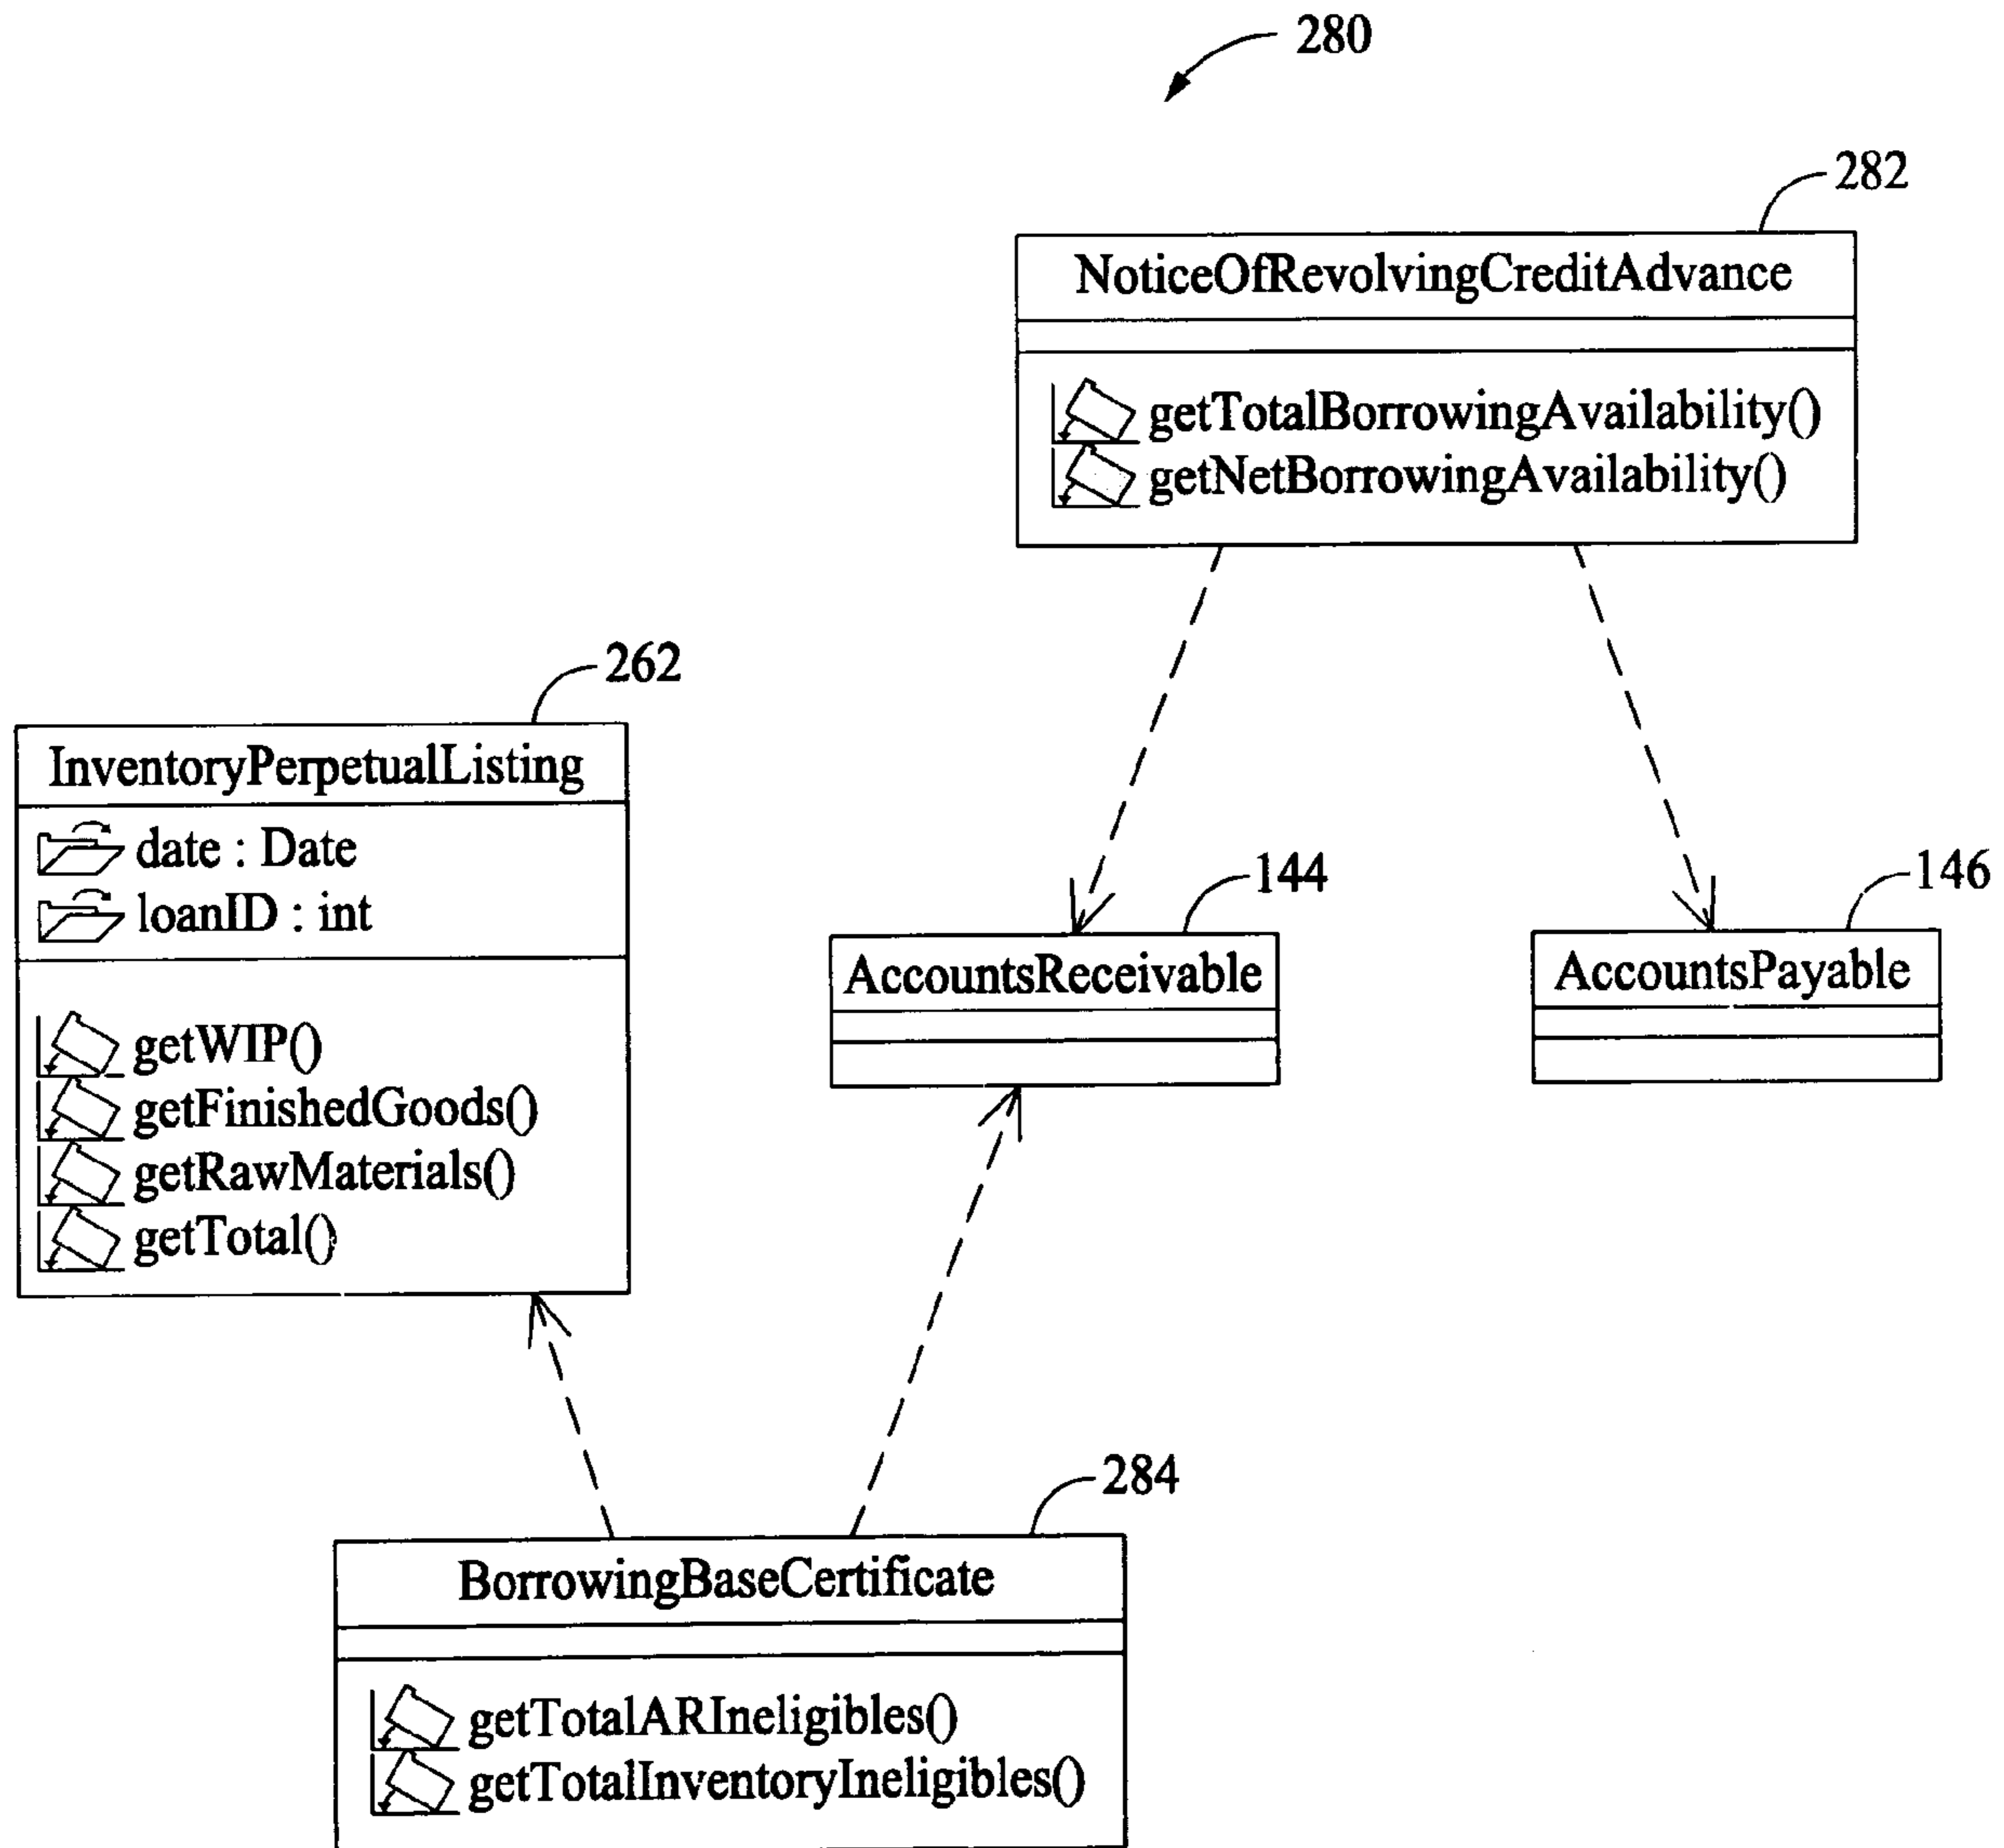 280
282
NoticeOfRevolvingCreditAdvance
getTotalBorrowingAvailability()
getNetBorrowingAvailability()
262
InventoryPerpetualListing
date : Date
loanID : int
getWIP()
getFinishedGoods()
getRawMaterials()
getTotal()
144
AccountsReceivable
146
AccountsPayable
284
BorrowingBaseCertificate
getTotalARIneligibles()
getTotalInventoryIneligibles()